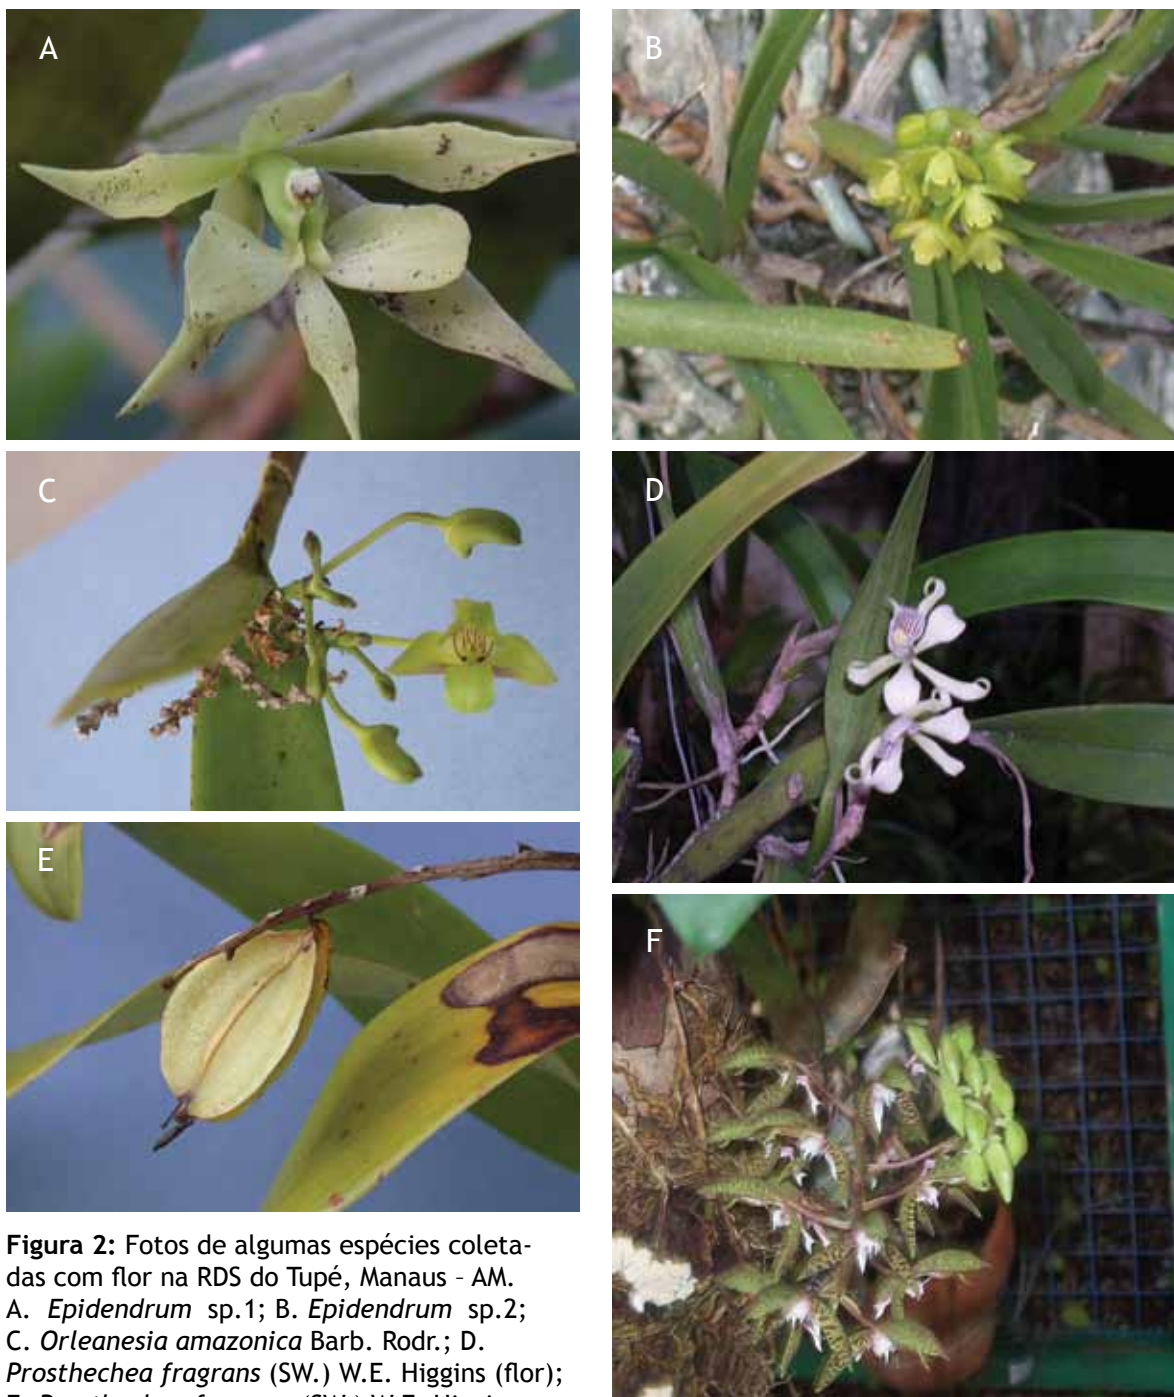 A
B
C
D
E
F
Figura 2: Fotos de algumas espécies coleta-
das com flor na RDS do Tupé, Manaus - AM.
A. Epidendrum sp.1; B. Epidendrum sp.2;
C. Orleanesia amazonica Barb. Rodr.; D.
Prosthechea fragrans (SW.) W.E. Higgins (flor);